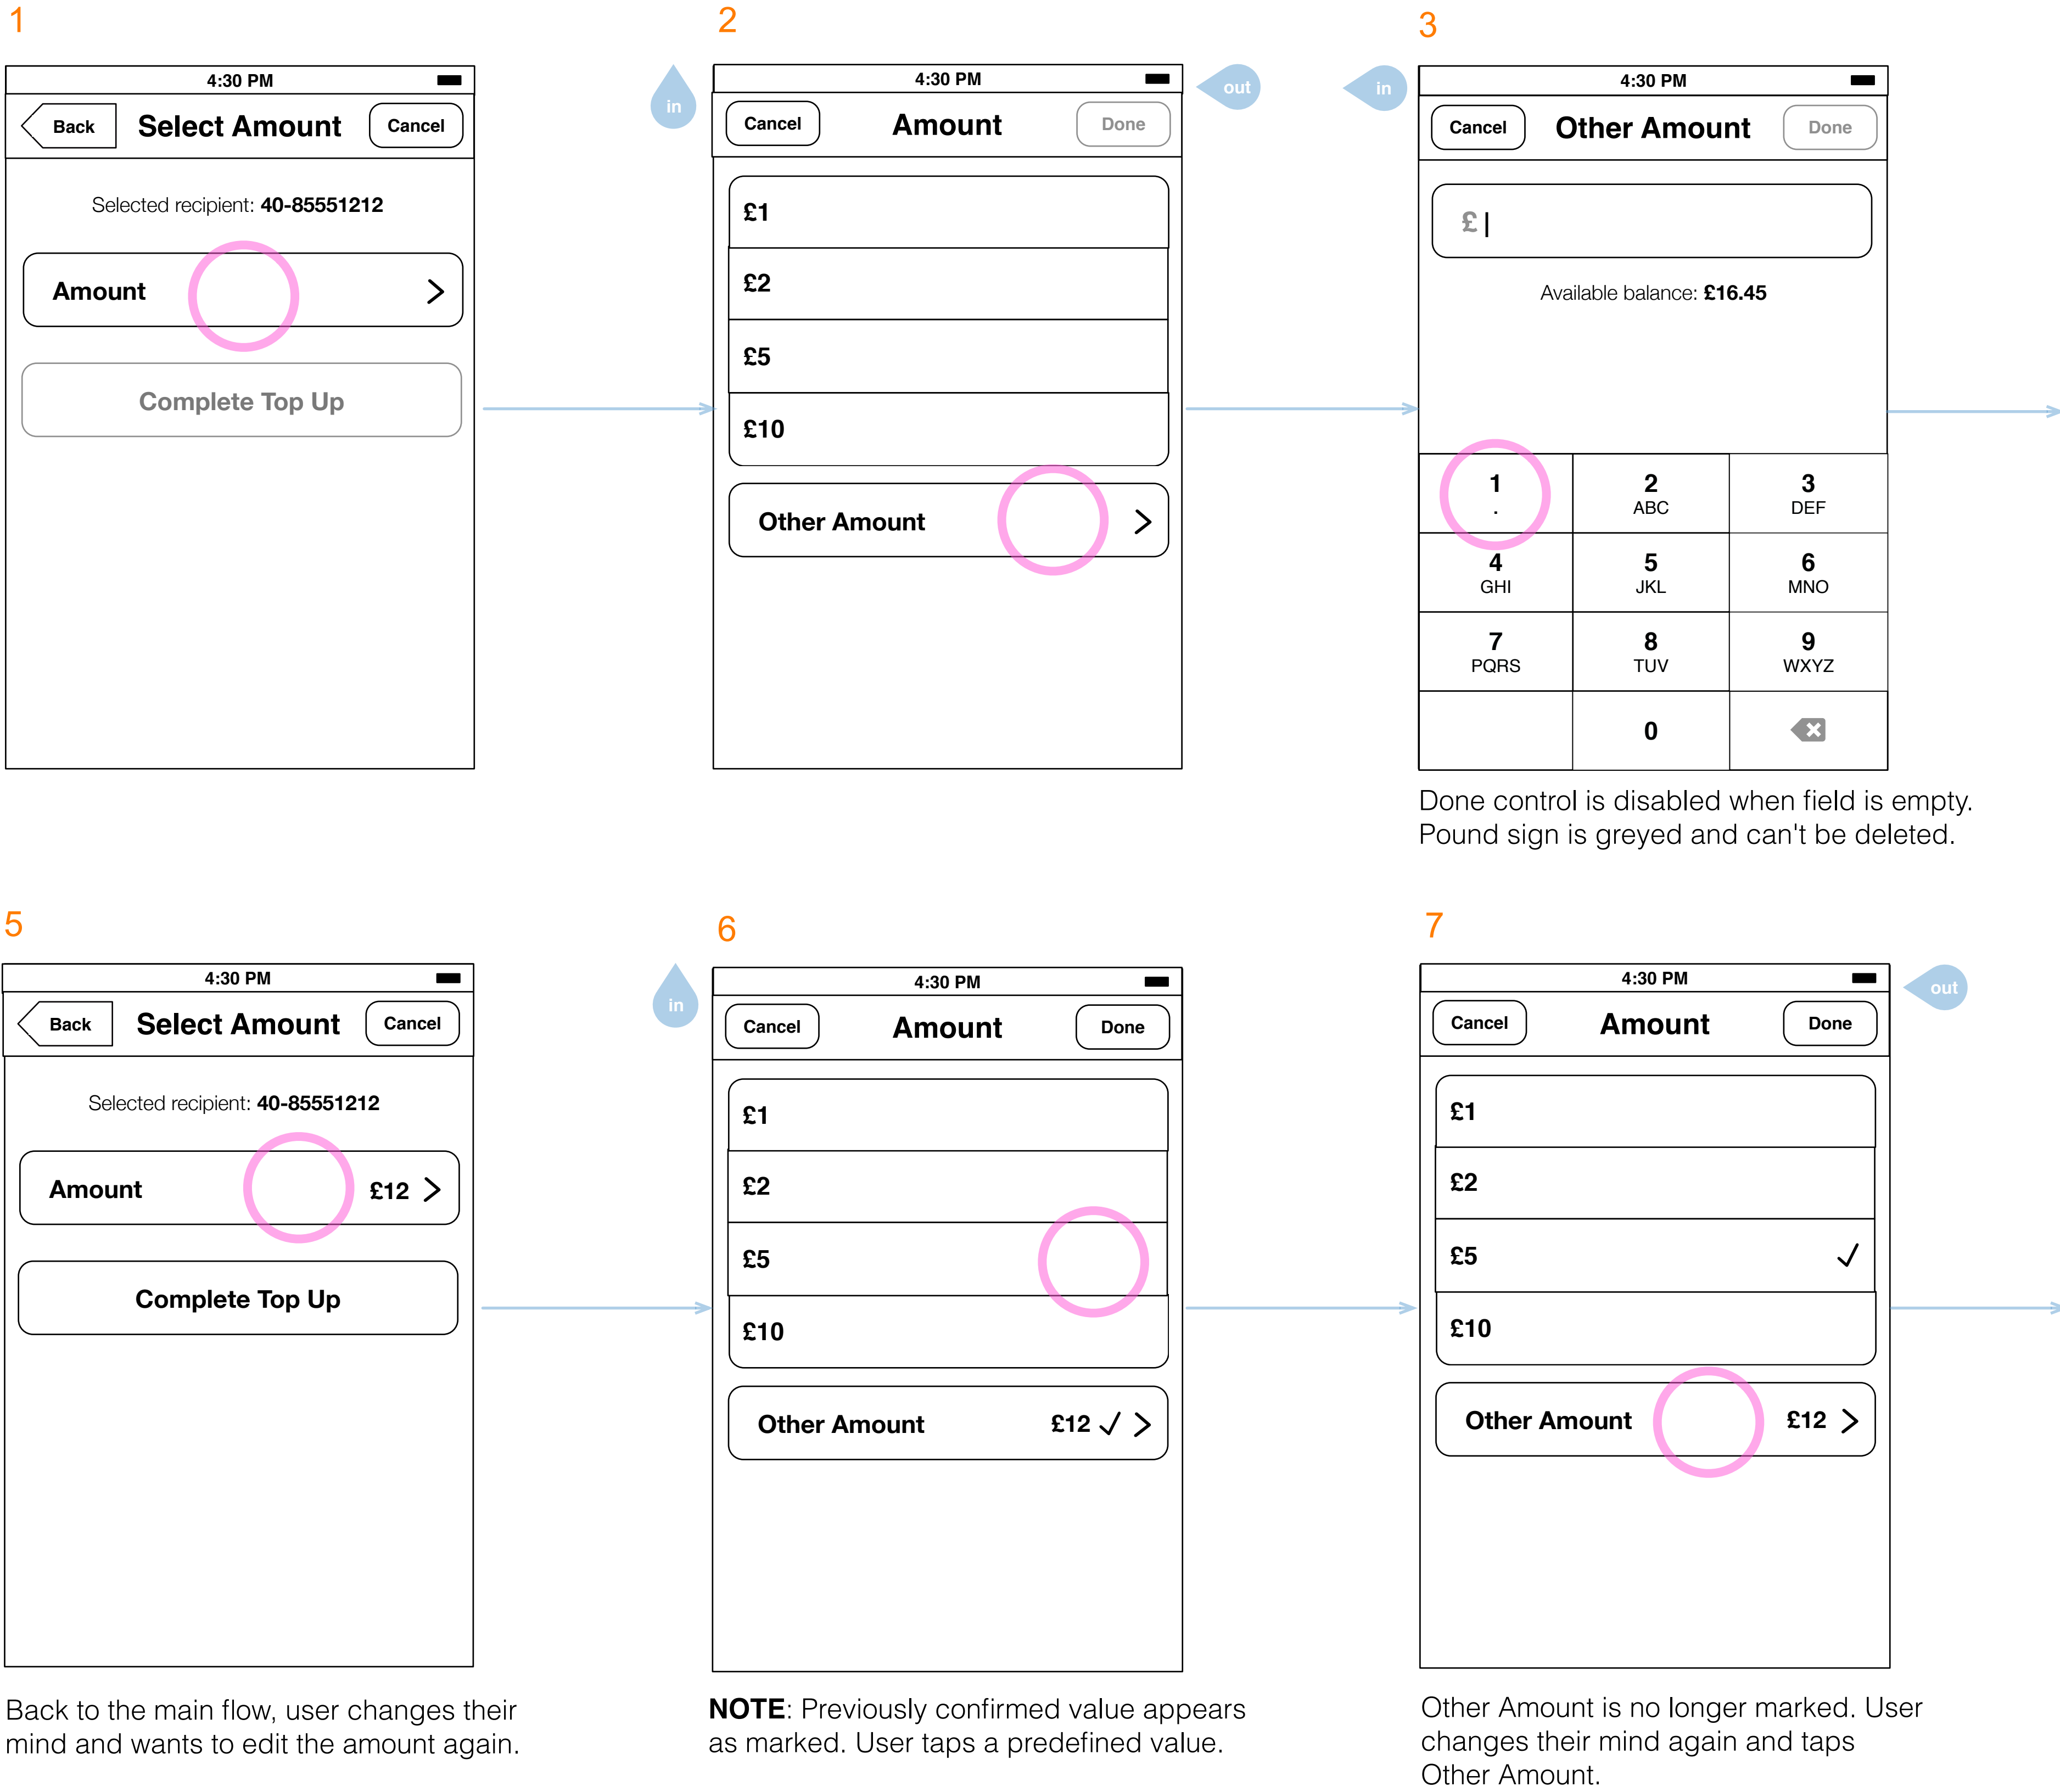 1
4:30 PM
Back
Select Amount
Cancel
Selected recipient: 40-85551212
Amount
Complete Top Up
2
in
4:30 PM
out
Cancel
Amount
Done
£1
£2
£5
£10
Other Amount
3
in
4:30 PM
Cancel
Other Amount
Done
£
Available balance: £16.45
1 2 3
. ABC DEF
4 5 6
GHI JKL MNO
7 8 9
PQRS TUV WXYZ
0
Done control is disabled when field is empty.
Pound sign is greyed and can't be deleted.
5
4:30 PM
Back
Select Amount
Cancel
Selected recipient: 40-85551212
Amount £12
Complete Top Up
Back to the main flow, user changes their
mind and wants to edit the amount again.
6
in
4:30 PM
Cancel
Amount
Done
£1
£2
£5
£10
Other Amount £12
NOTE: Previously confirmed value appears
as marked. User taps a predefined value.
7
4:30 PM
out
Cancel
Amount
Done
£1
£2
£5
£10
Other Amount £12
Other Amount is no longer marked. User
changes their mind again and taps
Other Amount.